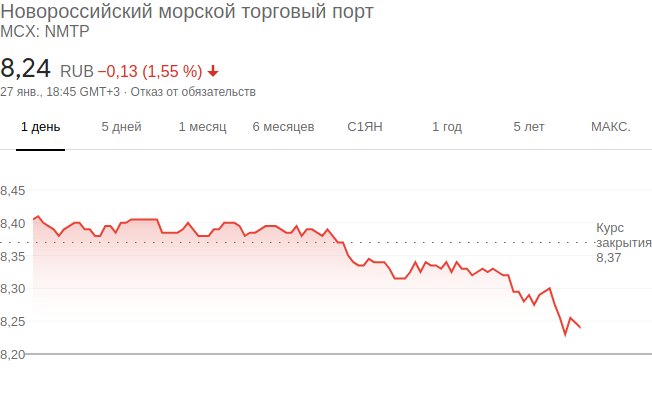 Новороссийский морской торговый порт
MCX: NMTP
8,24 RUB −0,13 (1,55 %)
27 янв., 18:45 GMT+3 · Отказ от обязательств
1 день 5 дней 1 месяц 6 месяцев С1ЯН 1 год 5 лет МАКС.
8,45
8,40
Курс
закрытия
8,37
8,35
8,30
8,25
8,20